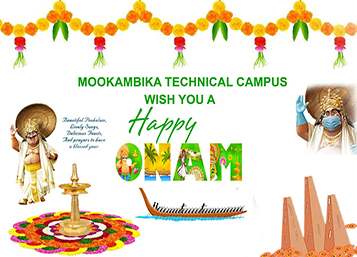 MOOKAMBIKA TECHNICAL CAMPUS
WISH YOU A
Happy
ONAM
Beautiful Pookalam,
Lovely Songs,
Delicious Feasts,
And prayers to have
a blessed year